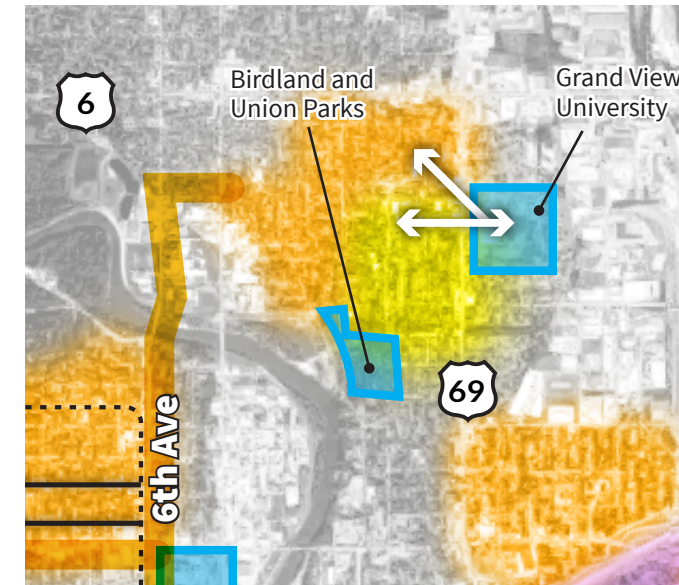 6
Birdland and
Union Parks
Grand View
University
69
6th Ave